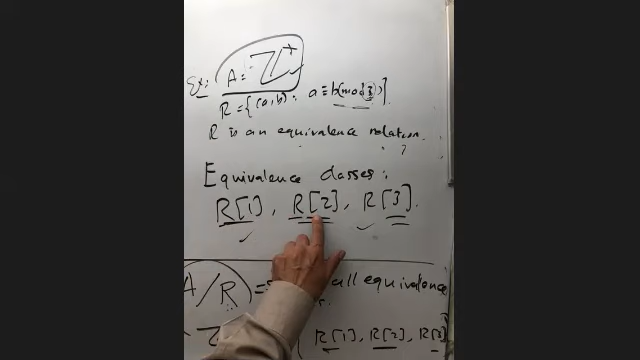 Ex: A = Z⁺
R = {(a,b): a ≡ b(mod 3)}
R is an equivalence relation.
Equivalence classes:
R[1], R[2], R[3].
A/R = all equivalence
R[1], R[2], R[3]